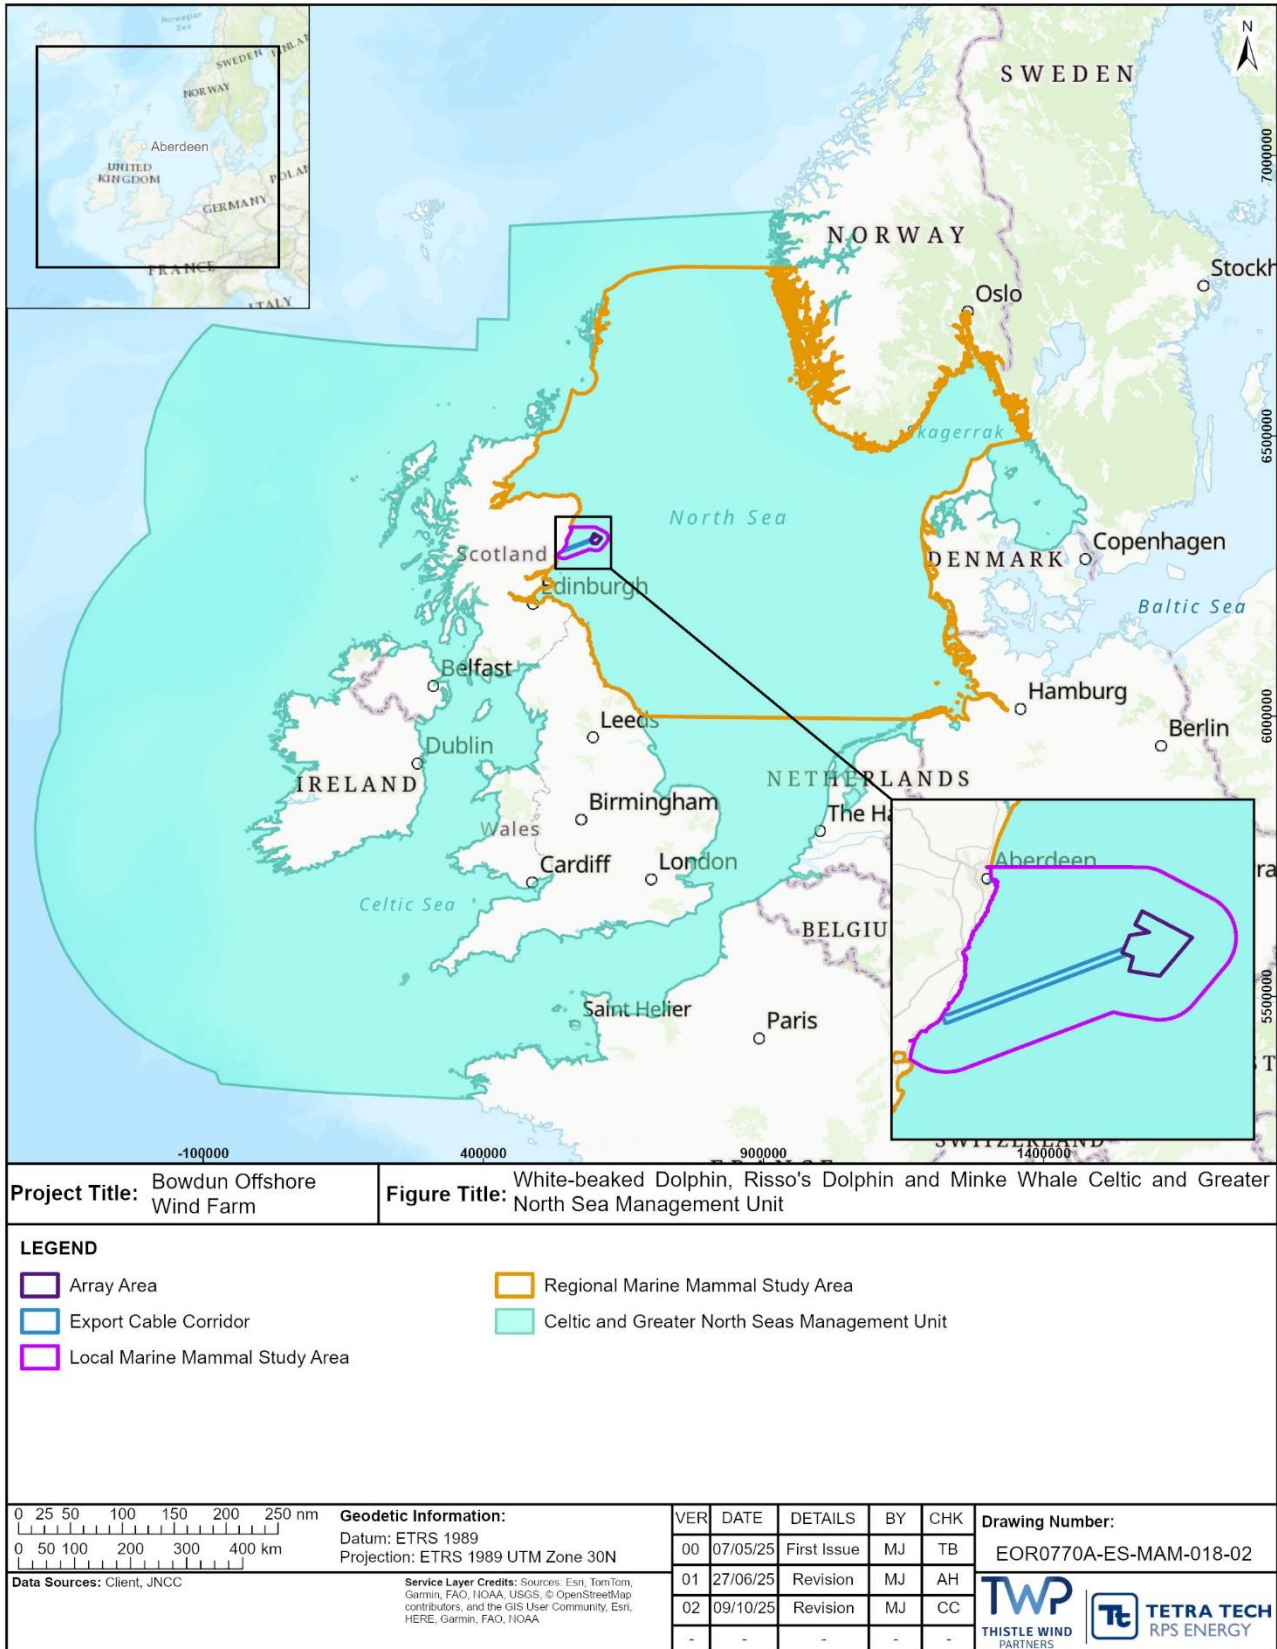 Norwegian
Sea
SWEDEN
NORWAY
Aberdeen
UNITED
KINGDOM
GERMANY
FRANCE
ITALY
N
SWEDEN
7000000
NORWAY
Oslo
Skagerrak
6500000
North Sea
Scotland
Edinburgh
DENMARK
Copenhagen
Baltic Sea
Belfast
Hamburg
6000000
Leeds
Dublin
Berlin
IRELAND
NETHERLANDS
Birmingham
Wales
The Ha
Cardiff
London
Aberdeen
Celtic Sea
BELGIU
Saint Helier
Paris
5500000
SWITZERLAND
-100000
400000
900000
1400000
Project Title: Bowdun Offshore
Wind Farm
Figure Title: White-beaked Dolphin, Risso's Dolphin and Minke Whale Celtic and Greater
North Sea Management Unit
LEGEND
Array Area
Export Cable Corridor
Local Marine Mammal Study Area
Regional Marine Mammal Study Area
Celtic and Greater North Seas Management Unit
0 25 50 100 150 200 250 nm
0 50 100 200 300 400 km
Geodetic Information:
Datum: ETRS 1989
Projection: ETRS 1989 UTM Zone 30N
Data Sources: Client, JNCC
Service Layer Credits: Sources: Esri, TomTom,
Garmin, FAO, NOAA, USGS, © OpenStreetMap
contributors, and the GIS User Community, Esri,
HERE, Garmin, FAO, NOAA
VER DATE DETAILS BY CHK
00 07/05/25 First Issue MJ TB
01 27/06/25 Revision MJ AH
02 09/10/25 Revision MJ CC
- - - - -
Drawing Number:
EOR0770A-ES-MAM-018-02
TWP
THISTLE WIND
PARTNERS
Tt
TETRA TECH
RPS ENERGY